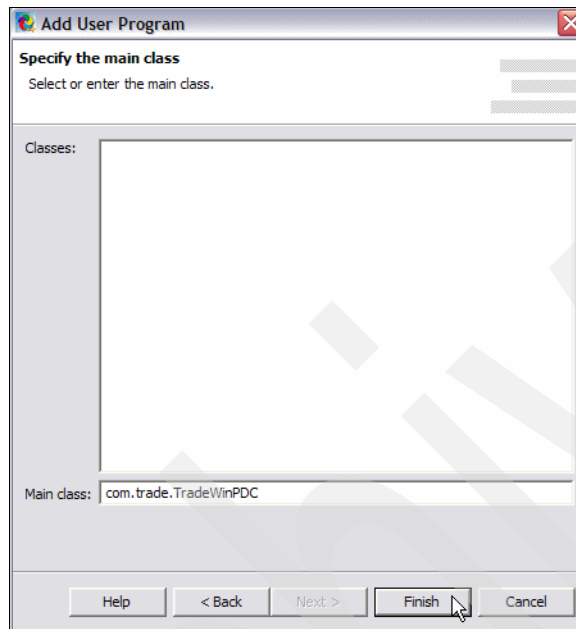 Add User Program
Specify the main class
Select or enter the main class.
Classes:
Main class: com.trade.TradeWinPDC
Help < Back Next > Finish Cancel